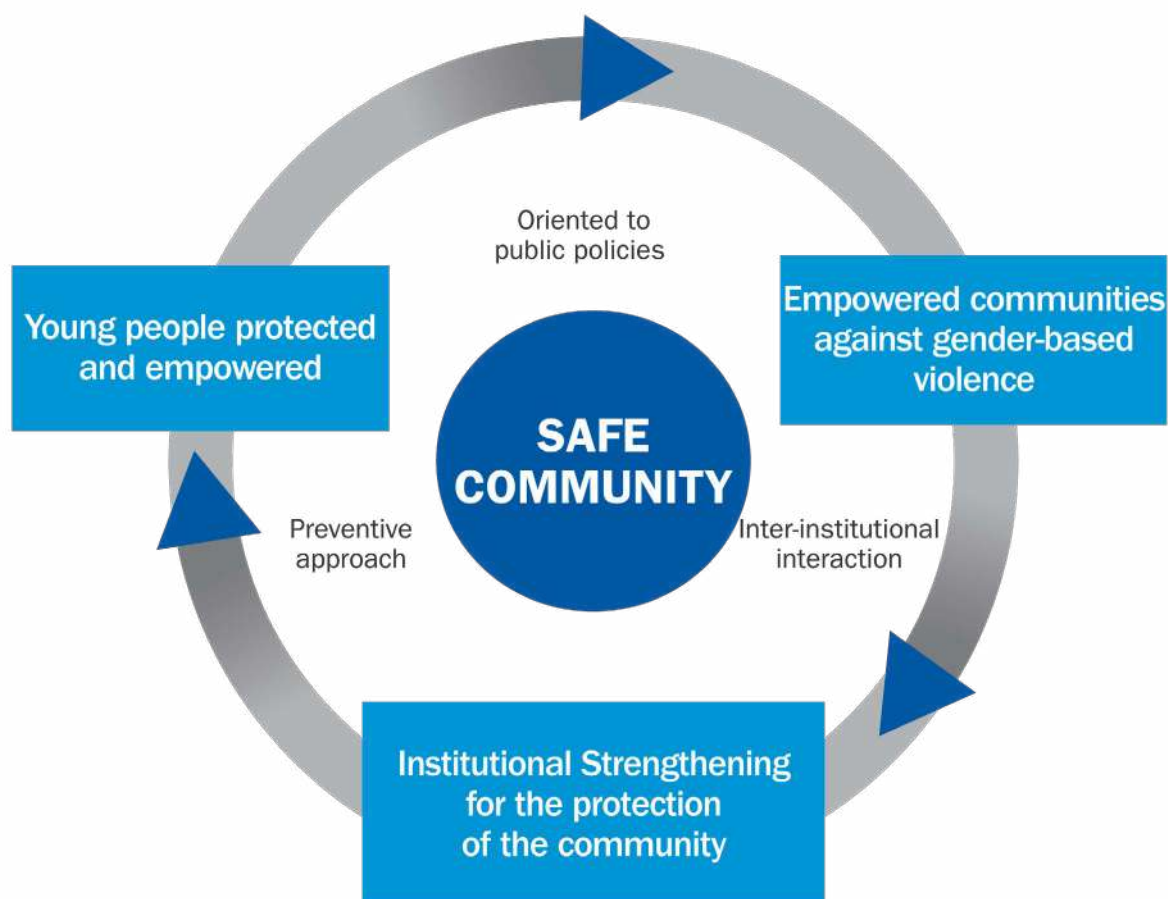 Oriented to
public policies
Young people protected
and empowered
Empowered communities
against gender-based
violence
SAFE
COMMUNITY
Preventive
approach
Inter-institutional
interaction
Institutional Strengthening
for the protection
of the community